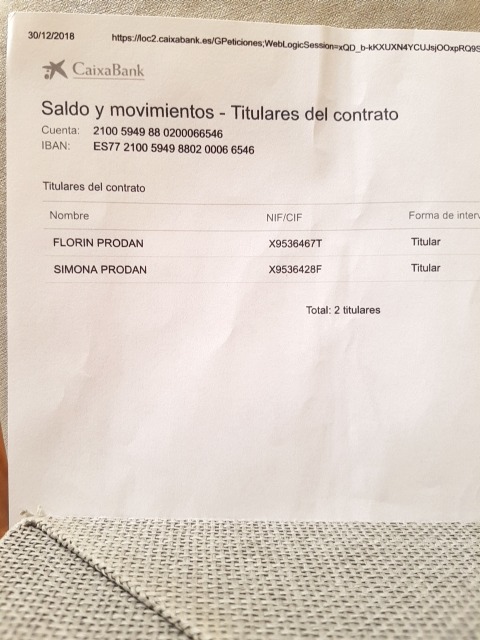 30/12/2018 https://loc2.caixabank.es/GPeticiones;WebLogicSession=xQD_b-kKXUXN4YCUJsjOOxpRQ9S
CaixaBank
Saldo y movimientos - Titulares del contrato
Cuenta: 2100 5949 88 0200066546
IBAN: ES77 2100 5949 8802 0006 6546
Titulares del contrato
Nombre NIF/CIF Forma de interv
FLORIN PRODAN X9536467T Titular
SIMONA PRODAN X9536428F Titular
Total: 2 titulares